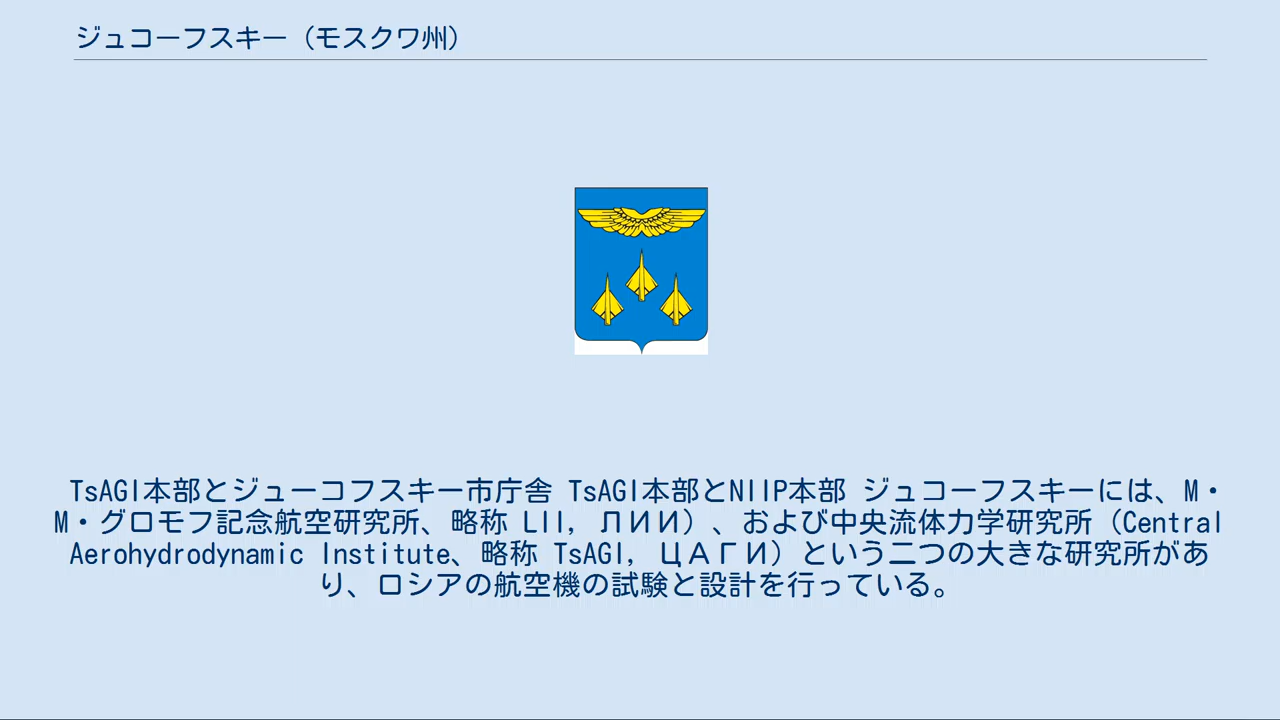 ジュコーフスキー（モスクワ州）
TsAGI本部とジューコフスキー市庁舎 TsAGI本部とNIIP本部 ジュコーフスキーには、M・
M・グロモフ記念航空研究所、略称 LII, ЛИИ）、および中央流体力学研究所（Central
Aerohydrodynamic Institute、略称 TsAGI, ЦАГИ）という二つの大きな研究所があ
り、ロシアの航空機の試験と設計を行っている。